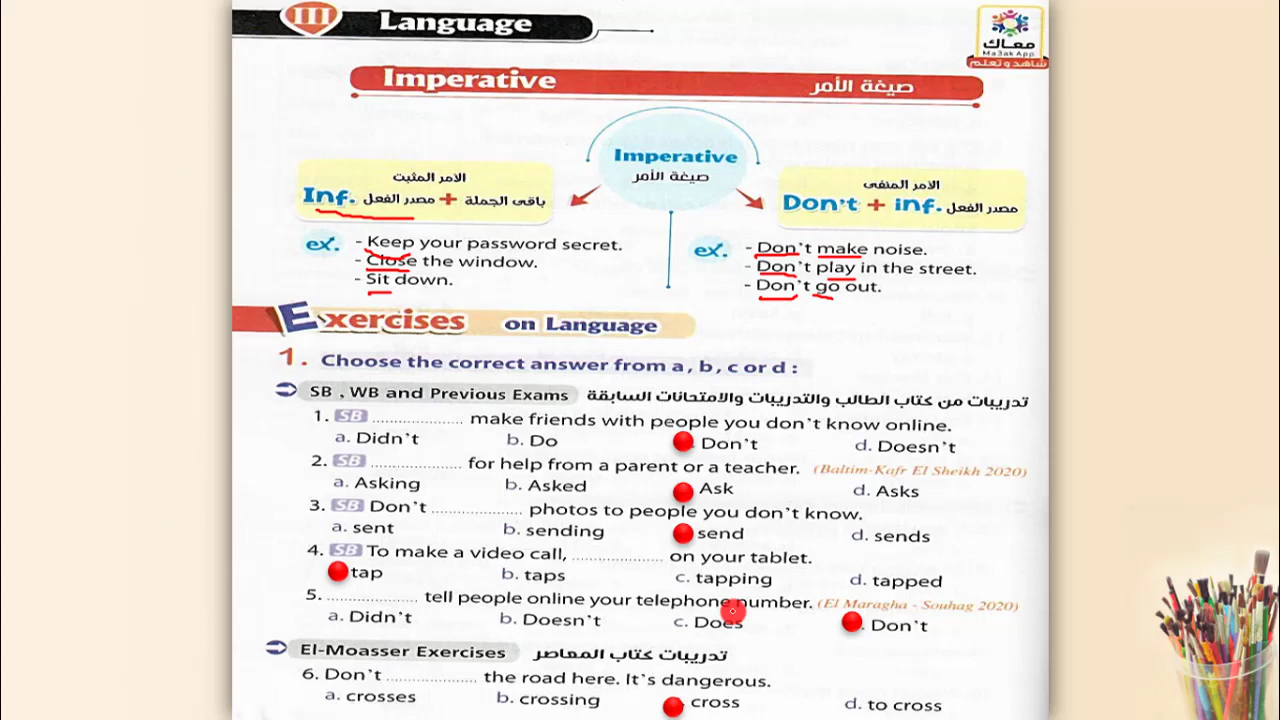 III Language
معاك
Ma3ak App
شاهد وتعلم
Imperative صيغة الأمر
Imperative
صيغة الأمر
الامر المثبت
Inf. مصدر الفعل + باقى الجملة
ex. - Keep your password secret.
- Close the window.
- Sit down.
الامر المنفى
Don't + inf. مصدر الفعل
ex. - Don't make noise.
- Don't play in the street.
- Don't go out.
Exercises on Language
1. Choose the correct answer from a, b, c or d :
SB , WB and Previous Exams تدريبات من كتاب الطالب والتدريبات والامتحانات السابقة
1. SB .................... make friends with people you don't know online.
a. Didn't b. Do Don't d. Doesn't
2. SB .................... for help from a parent or a teacher. (Baltim-Kafr El Sheikh 2020)
a. Asking b. Asked Ask d. Asks
3. SB Don't .................... photos to people you don't know.
a. sent b. sending send d. sends
4. SB To make a video call, .................... on your tablet.
tap b. taps c. tapping d. tapped
5. .................... tell people online your telephone number. (El Maragha - Souhag 2020)
a. Didn't b. Doesn't c. Does . Don't
El-Moasser Exercises تدريبات كتاب المعاصر
6. Don't .................... the road here. It's dangerous.
a. crosses b. crossing cross d. to cross